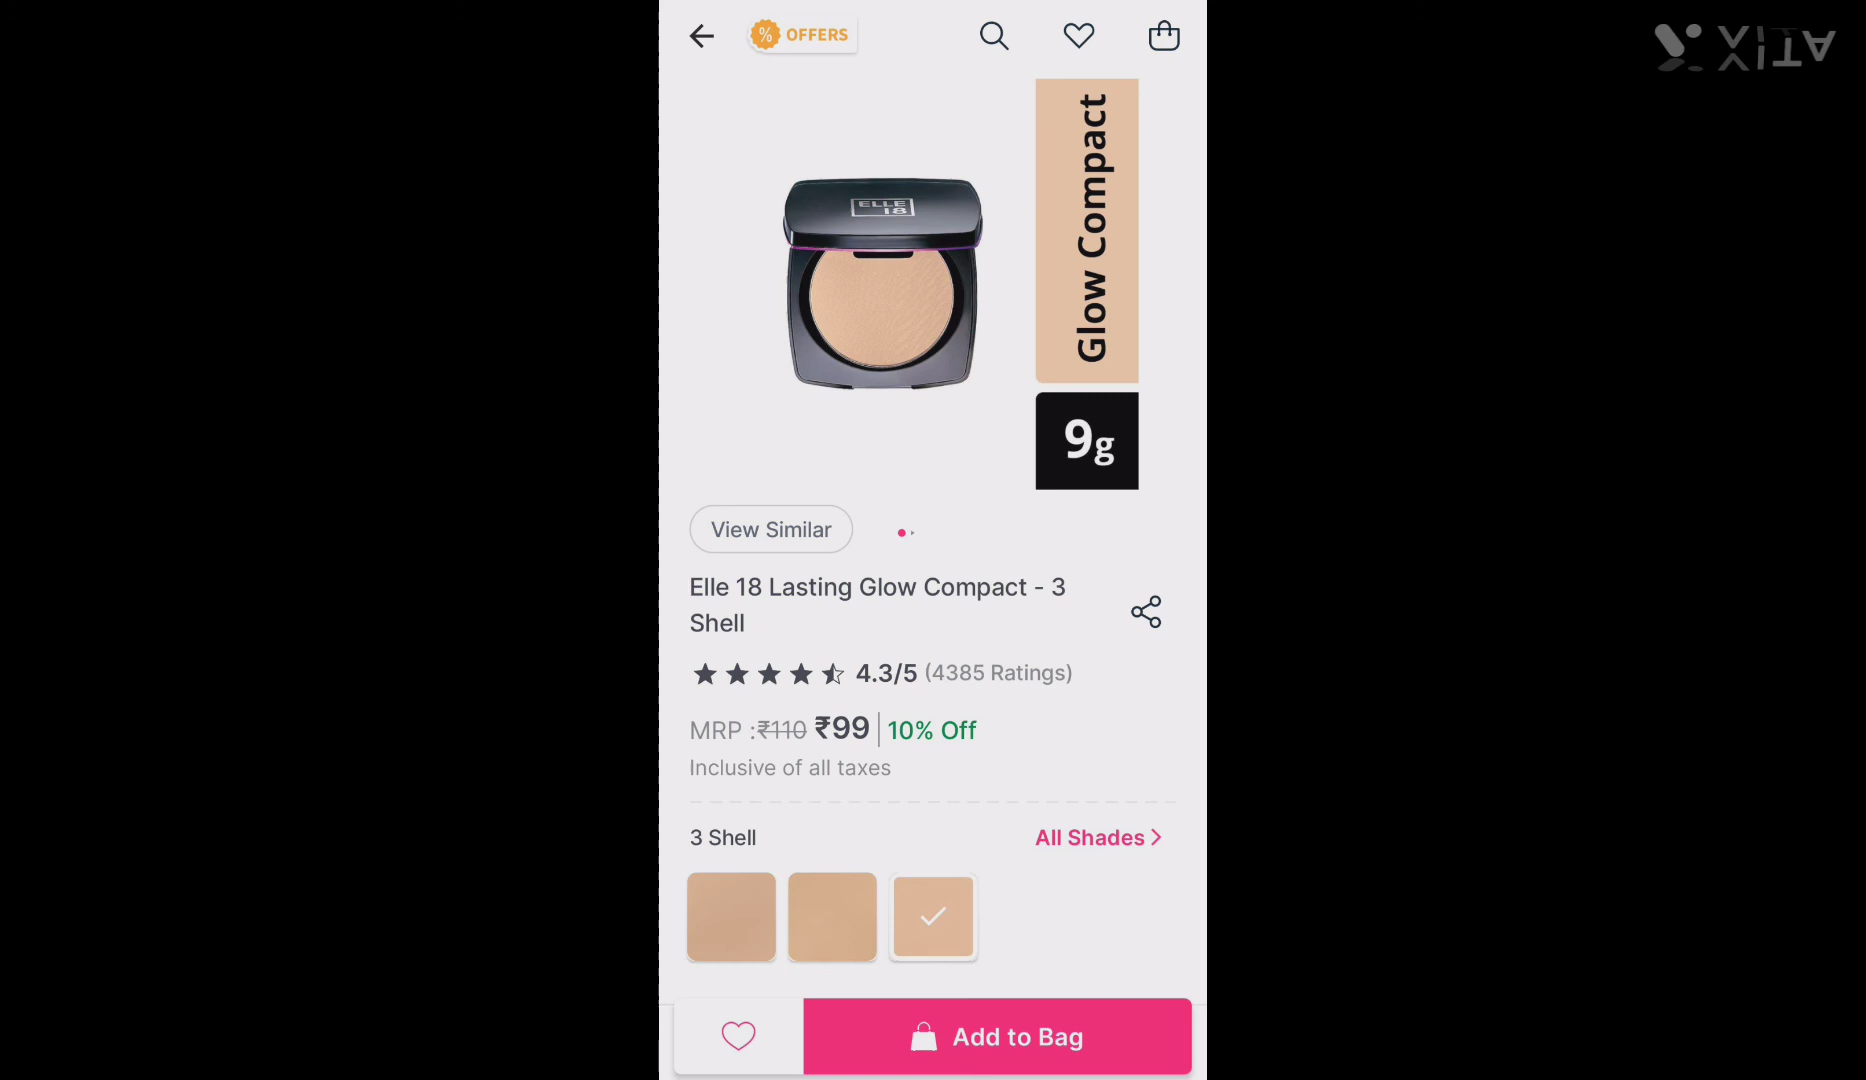 % OFFERS
VITA
ELLE
18
Glow Compact
9g
View Similar
Elle 18 Lasting Glow Compact - 3
Shell
4.3/5 (4385 Ratings)
MRP :₹110 ₹99 10% Off
Inclusive of all taxes
3 Shell
All Shades
Add to Bag